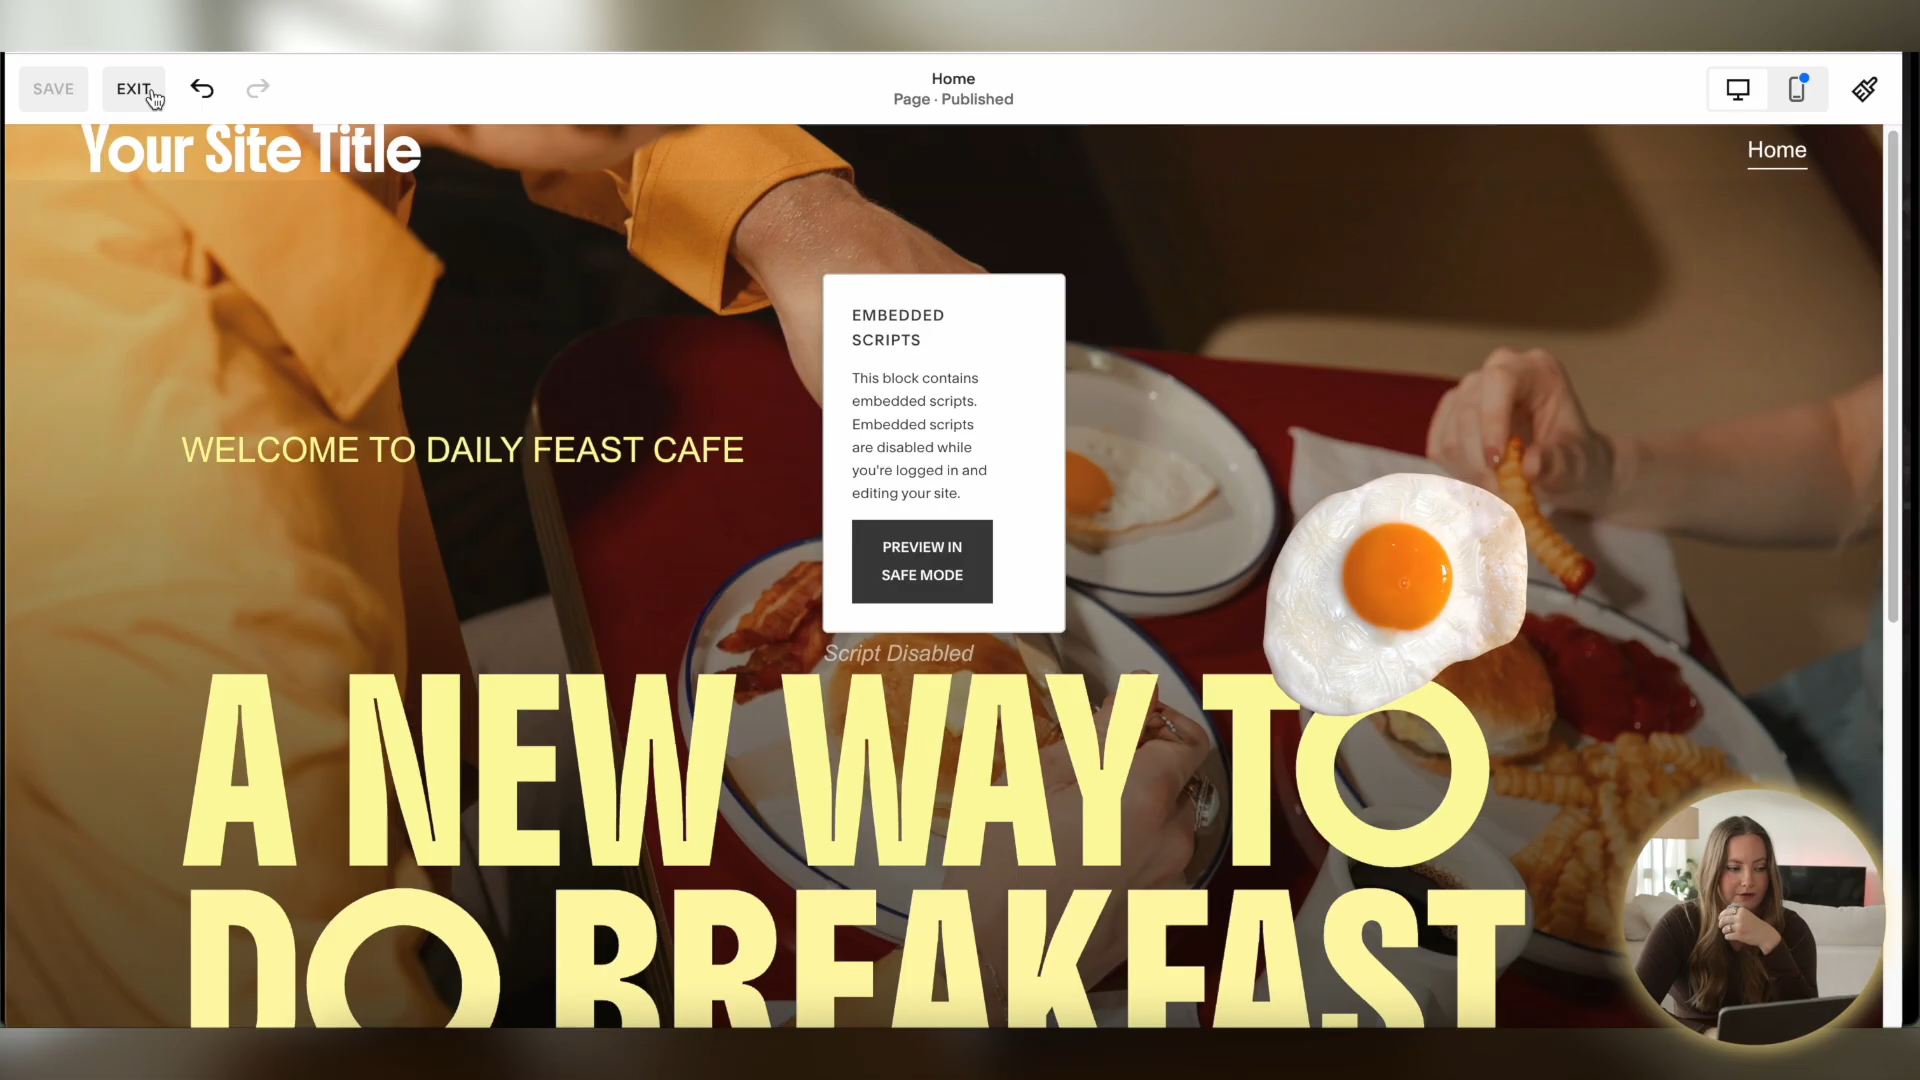 SAVE
EXIT
Home
Page · Published
Your Site Title
Home
EMBEDDED
SCRIPTS
This block contains
embedded scripts.
Embedded scripts
are disabled while
you're logged in and
editing your site.
PREVIEW IN
SAFE MODE
Script Disabled
WELCOME TO DAILY FEAST CAFE
A NEW WAY TO
DO BREAKFAST